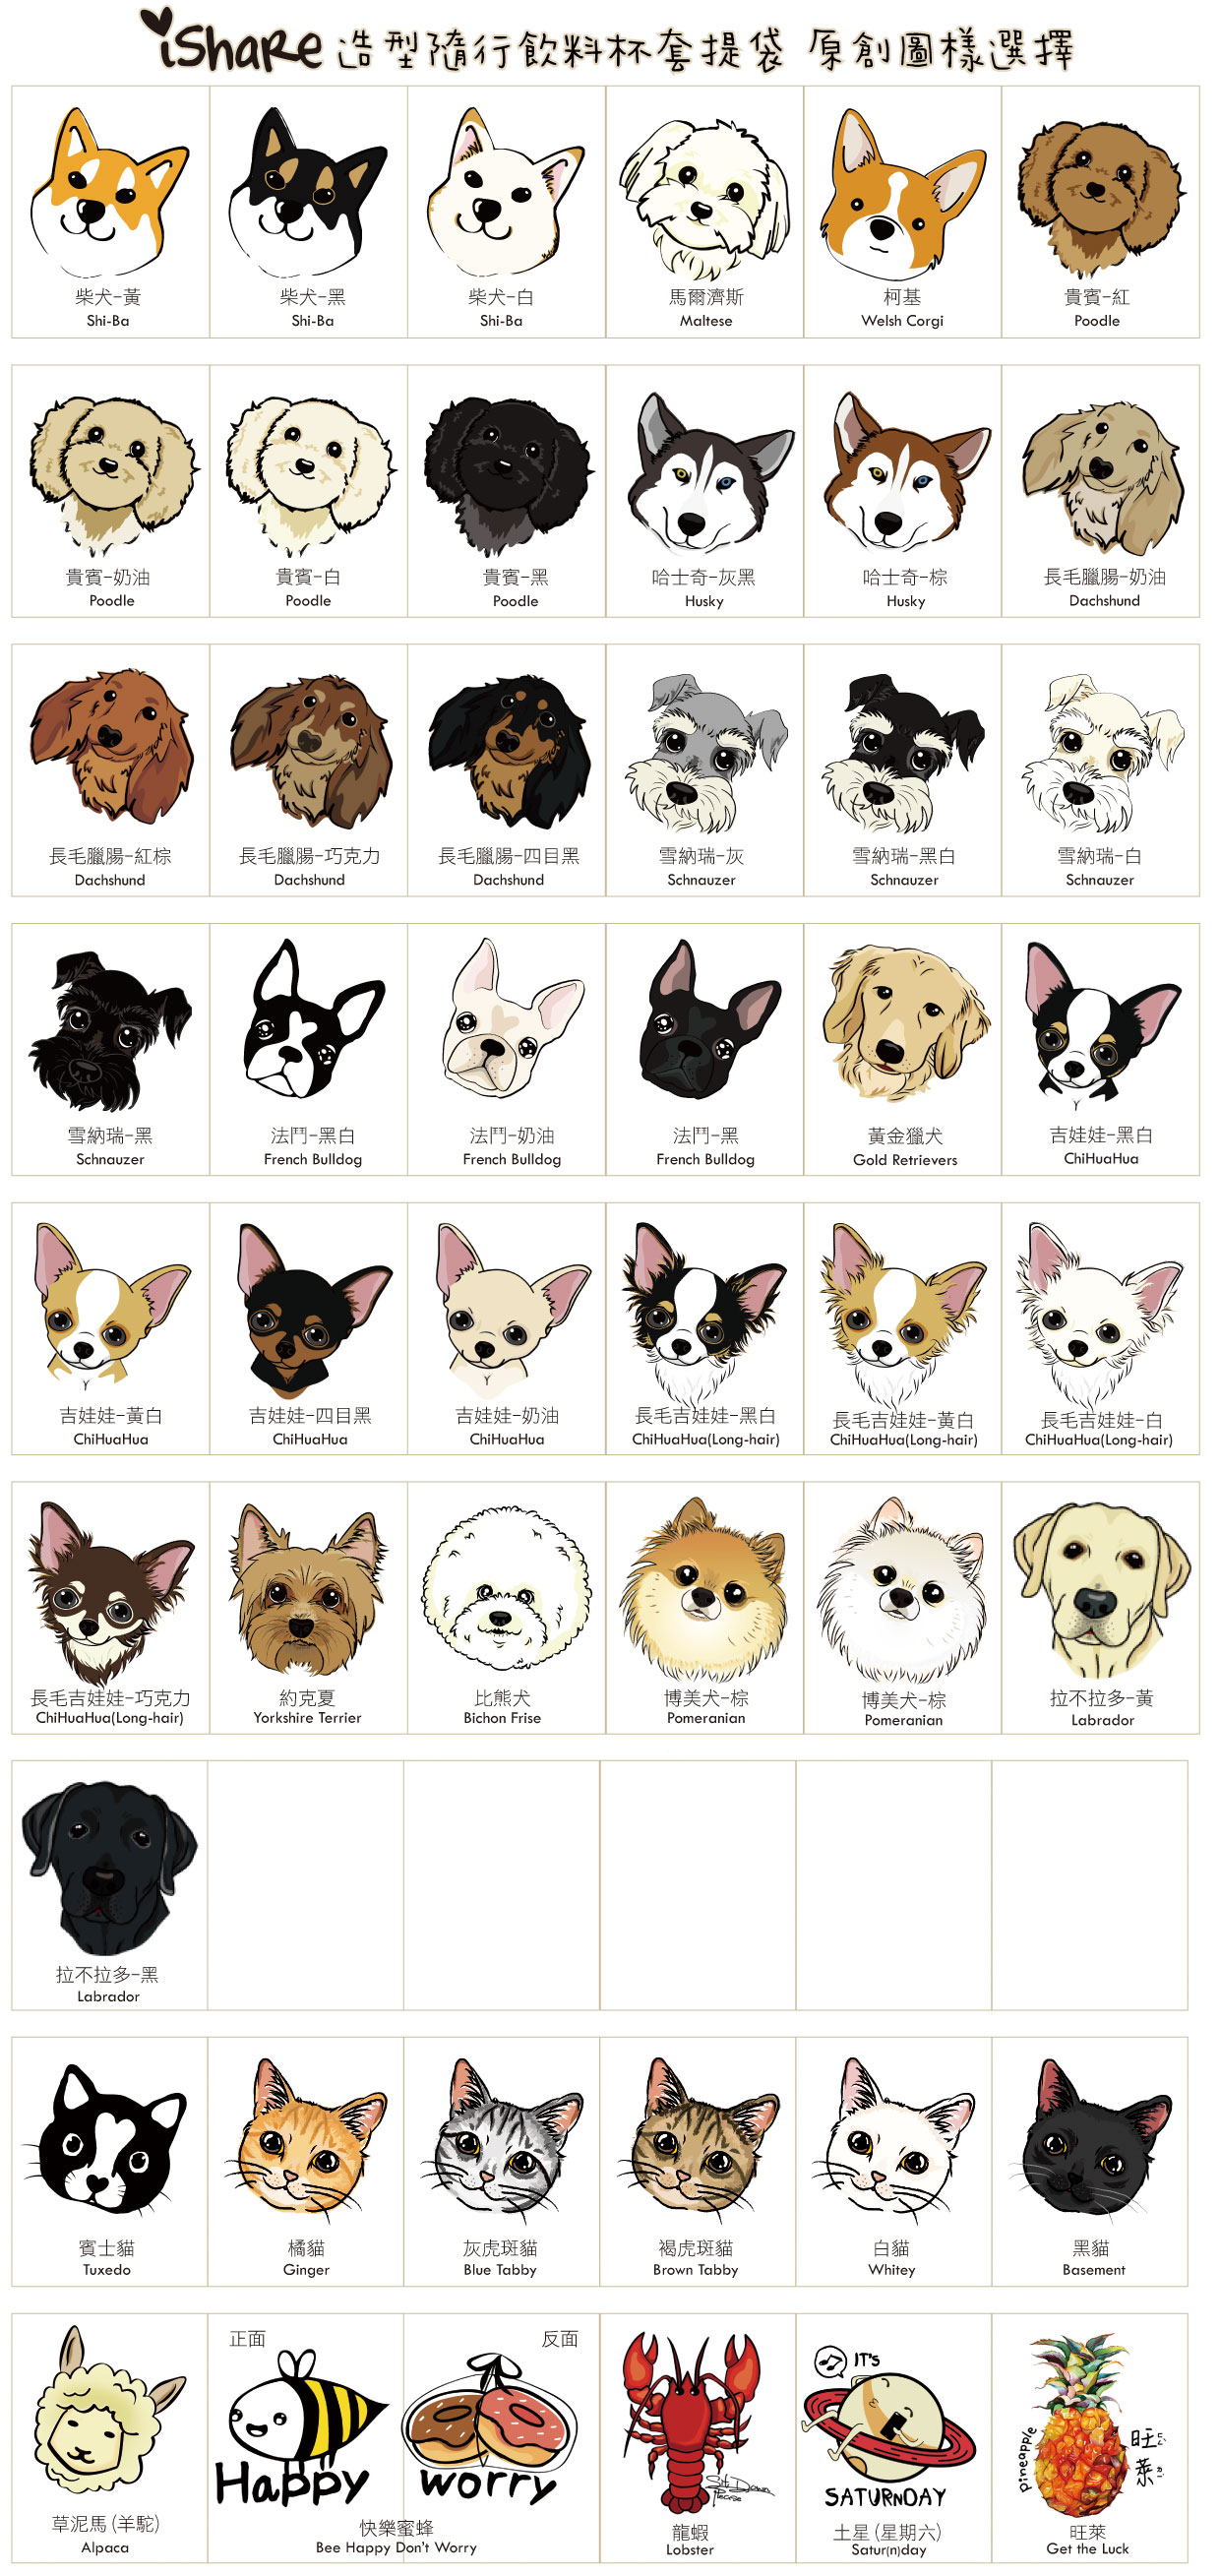 iShaRe 造型隨行飲料杯套提袋 原創圖樣選擇
柴犬-黃
Shi-Ba
柴犬-黑
Shi-Ba
柴犬-白
Shi-Ba
馬爾濟斯
Maltese
柯基
Welsh Corgi
貴賓-紅
Poodle
貴賓-奶油
Poodle
貴賓-白
Poodle
貴賓-黑
Poodle
哈士奇-灰黑
Husky
哈士奇-棕
Husky
長毛臘腸-奶油
Dachshund
長毛臘腸-紅棕
Dachshund
長毛臘腸-巧克力
Dachshund
長毛臘腸-四目黑
Dachshund
雪納瑞-灰
Schnauzer
雪納瑞-黑白
Schnauzer
雪納瑞-白
Schnauzer
雪納瑞-黑
Schnauzer
法鬥-黑白
French Bulldog
法鬥-奶油
French Bulldog
法鬥-黑
French Bulldog
黃金獵犬
Gold Retrievers
吉娃娃-黑白
ChiHuaHua
吉娃娃-黃白
ChiHuaHua
吉娃娃-四目黑
ChiHuaHua
吉娃娃-奶油
ChiHuaHua
長毛吉娃娃-黑白
ChiHuaHua(Long-hair)
長毛吉娃娃-黃白
ChiHuaHua(Long-hair)
長毛吉娃娃-白
ChiHuaHua(Long-hair)
長毛吉娃娃-巧克力
ChiHuaHua(Long-hair)
約克夏
Yorkshire Terrier
比熊犬
Bichon Frise
博美犬-棕
Pomeranian
博美犬-棕
Pomeranian
拉不拉多-黃
Labrador
拉不拉多-黑
Labrador
賓士貓
Tuxedo
橘貓
Ginger
灰虎斑貓
Blue Tabby
褐虎斑貓
Brown Tabby
白貓
Whitey
黑貓
Basement
草泥馬 (羊駝)
Alpaca
正面
反面
Happy
worry
快樂蜜蜂
Bee Happy Don't Worry
龍蝦
Lobster
IT'S
SATURNDAY
土星 (星期六)
Satur(n)day
pineapple
旺萊
旺萊
Get the Luck